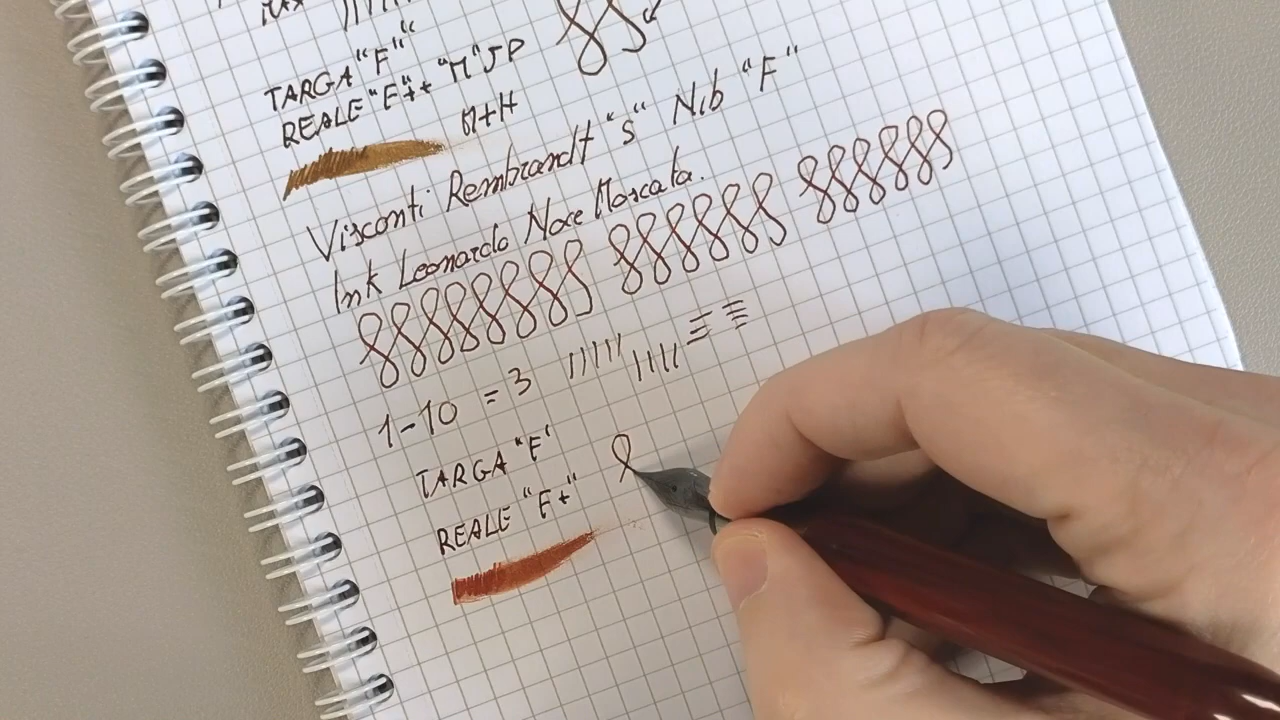 TARGA "F"
REALE "F++ "M" JP
M+H
Visconti Rembrandt "S" Nib "F"
Ink Leonardo Noce Moscata.
1-10 = 3
TARGA "F"
REALE "F+"